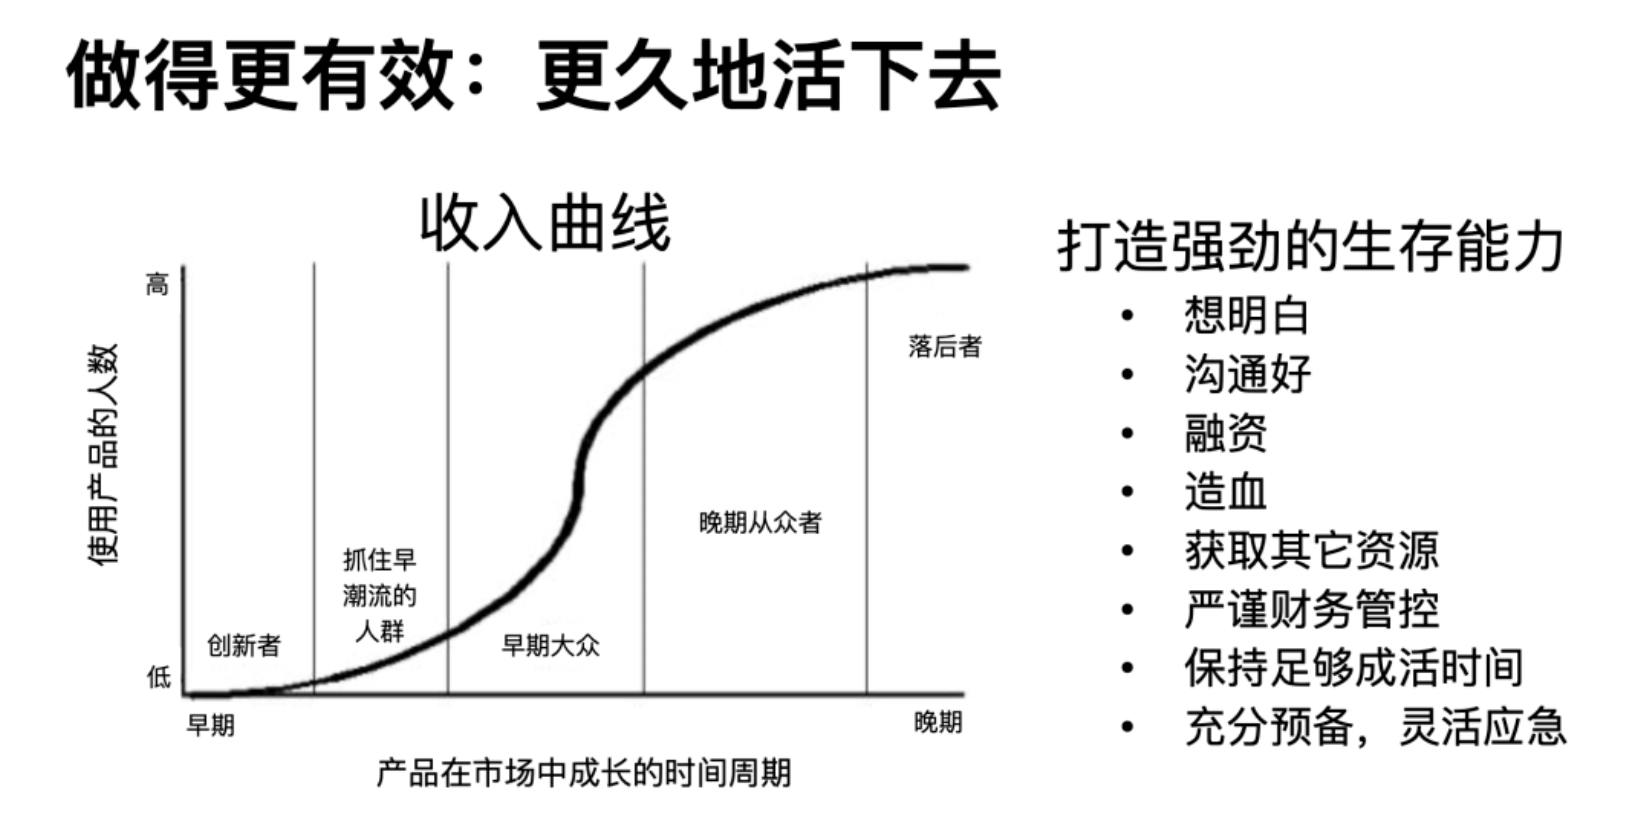 做得更有效：更久地活下去
收入曲线
高
使用产品的人数
低
创新者
抓住早
潮流的
人群
早期大众
晚期从众者
落后者
早期
晚期
产品在市场中成长的时间周期
打造强劲的生存能力
• 想明白
• 沟通好
• 融资
• 造血
• 获取其它资源
• 严谨财务管控
• 保持足够成活时间
• 充分预备，灵活应急